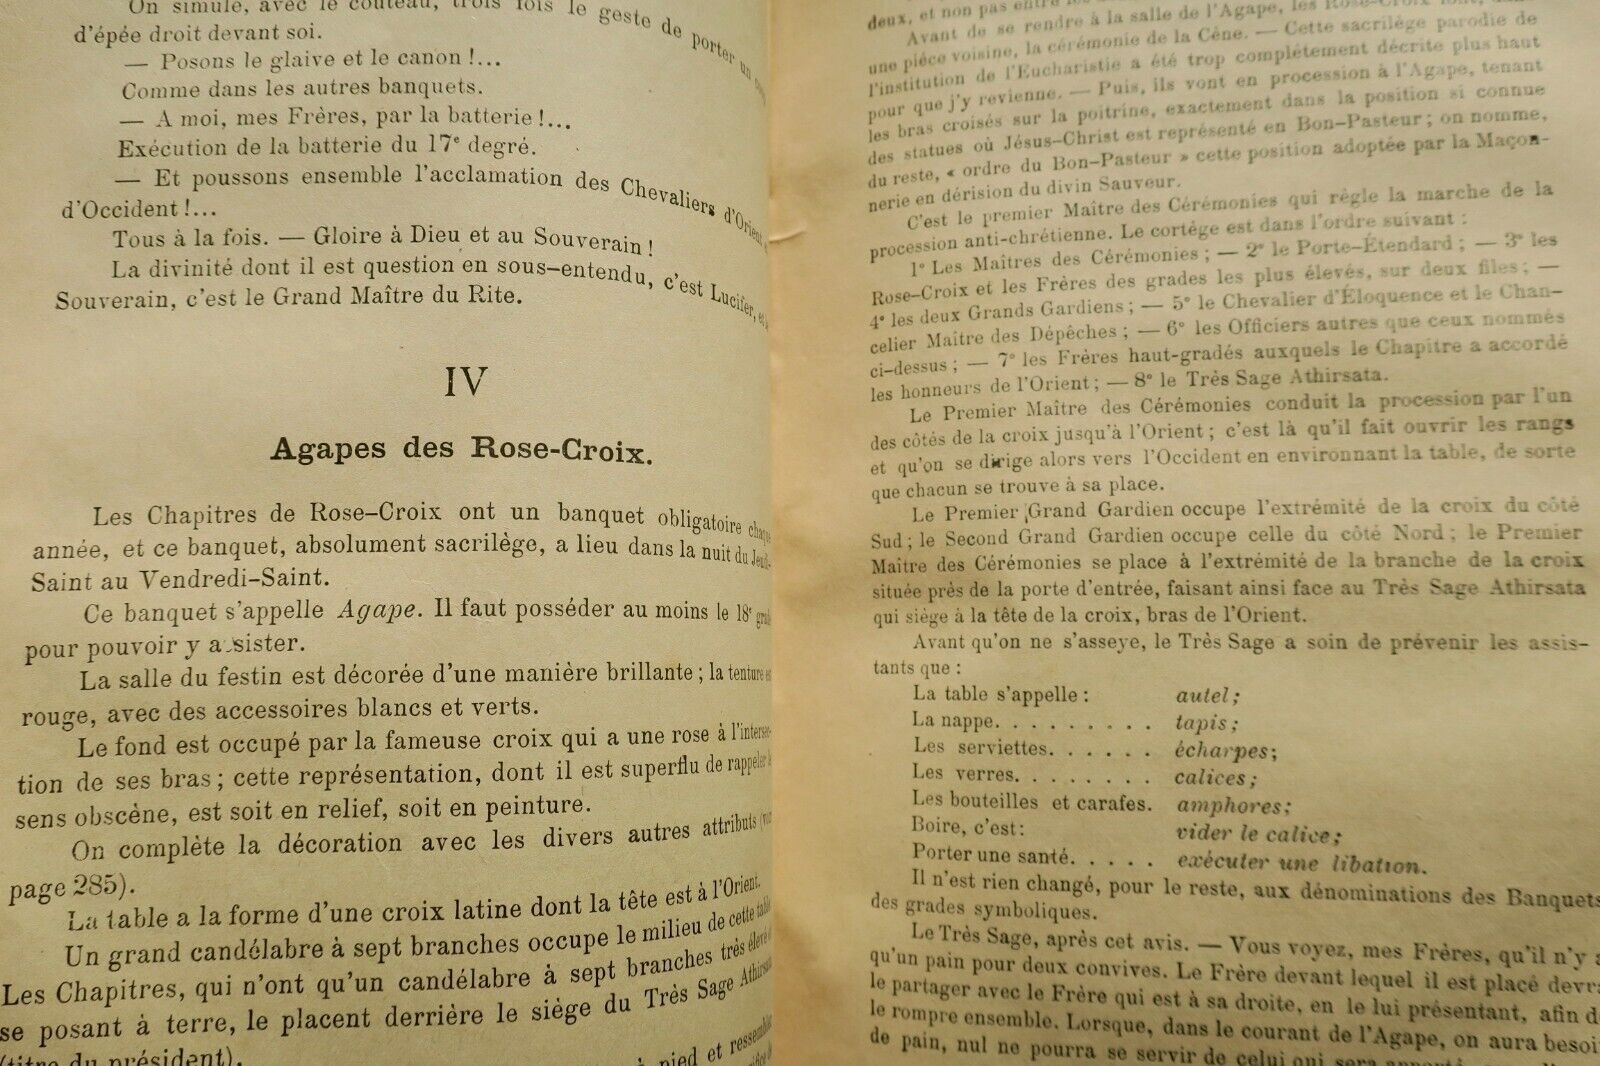 On simule, avec le couteau, trois fois le geste de porter un coup
d'épée droit devant soi.
— Posons le glaive et le canon !...
Comme dans les autres banquets.
— A moi, mes Frères, par la batterie !...
Exécution de la batterie du 17e degré.
— Et poussons ensemble l'acclamation des Chevaliers d'Orient
d'Occident !...
Tous à la fois. — Gloire à Dieu et au Souverain !
La divinité dont il est question en sous-entendu, c'est Lucifer, et le
Souverain, c'est le Grand Maître du Rite.
IV
Agapes des Rose-Croix.
Les Chapitres de Rose-Croix ont un banquet obligatoire chaque
année, et ce banquet, absolument sacrilège, a lieu dans la nuit du Jeudi-
Saint au Vendredi-Saint.
Ce banquet s'appelle Agape. Il faut posséder au moins le 18e grade
pour pouvoir y assister.
La salle du festin est décorée d'une manière brillante ; la tenture est
rouge, avec des accessoires blancs et verts.
Le fond est occupé par la fameuse croix qui a une rose à l'intersec-
tion de ses bras ; cette représentation, dont il est superflu de rappeler le
sens obscène, est soit en relief, soit en peinture.
On complète la décoration avec les divers autres attributs (voir
page 285).
La table a la forme d'une croix latine dont la tête est à l'Orient.
Un grand candélabre à sept branches occupe le milieu de cette table
Les Chapitres, qui n'ont qu'un candélabre à sept branches très élevé
se posant à terre, le placent derrière le siège du Très Sage Athirsata
(titre du président).
à pied et
deux, et non pas entre les
Avant de se rendre à la salle de l'Agape, les Rose-Croix font, dans
une pièce voisine, la cérémonie de la Cène. — Cette sacrilège parodie de
l'institution de l'Eucharistie a été trop complètement décrite plus haut
pour que j'y revienne. — Puis, ils vont en procession à l'Agape, tenant
les bras croisés sur la poitrine, exactement dans la position si connue
des statues où Jésus-Christ est représenté en Bon-Pasteur ; on nomme,
du reste, « ordre du Bon-Pasteur » cette position adoptée par la Maçon-
nerie en dérision du divin Sauveur.
C'est le premier Maître des Cérémonies qui règle la marche de la
procession anti-chrétienne. Le cortège est dans l'ordre suivant :
1° Les Maîtres des Cérémonies ; — 2° le Porte-Étendard ; — 3° les
Rose-Croix et les Frères des grades les plus élevés, sur deux files ; —
4° les deux Grands Gardiens ; — 5° le Chevalier d'Éloquence et le Chan-
celier Maître des Dépêches ; — 6° les Officiers autres que ceux nommés
ci-dessus ; — 7° les Frères haut-gradés auxquels le Chapitre a accordé
les honneurs de l'Orient ; — 8° le Très Sage Athirsata.
Le Premier Maître des Cérémonies conduit la procession par l'un
des côtés de la croix jusqu'à l'Orient ; c'est là qu'il fait ouvrir les rangs
et qu'on se dirige alors vers l'Occident en environnant la table, de sorte
que chacun se trouve à sa place.
Le Premier Grand Gardien occupe l'extrémité de la croix du côté
Sud ; le Second Grand Gardien occupe celle du côté Nord ; le Premier
Maître des Cérémonies se place à l'extrémité de la branche de la croix
située près de la porte d'entrée, faisant ainsi face au Très Sage Athirsata
qui siège à la tête de la croix, bras de l'Orient.
Avant qu'on ne s'asseye, le Très Sage a soin de prévenir les assis-
tants que :
La table s'appelle : autel ;
La nappe. . . . . . . . . tapis ;
Les serviettes. . . . . . écharpes ;
Les verres. . . . . . . . calices ;
Les bouteilles et carafes. amphores ;
Boire, c'est : vider le calice ;
Porter une santé. . . . . exécuter une libation.
Il n'est rien changé, pour le reste, aux dénominations des Banquets
des grades symboliques.
Le Très Sage, après cet avis. — Vous voyez, mes Frères, qu'il n'y a
qu'un pain pour deux convives. Le Frère devant lequel il est placé devra
le partager avec le Frère qui est à sa droite, en le lui présentant, afin de
le rompre ensemble. Lorsque, dans le courant de l'Agape, on aura besoin
de pain, nul ne pourra se servir de celui qui sera